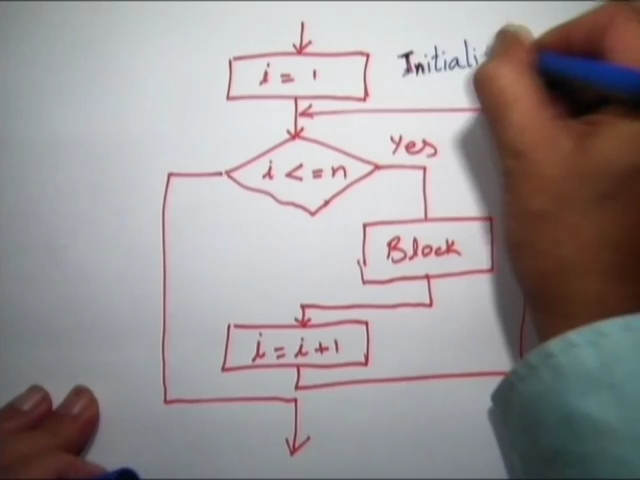 i = 1
Initiali
Yes
i <= n
Block
i = i + 1